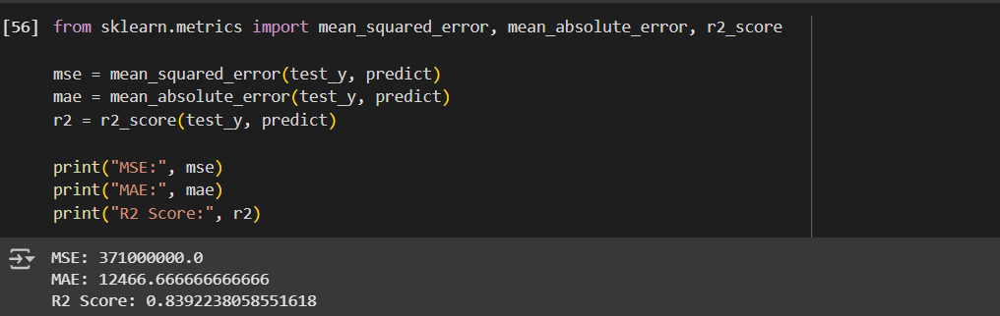 [56] from sklearn.metrics import mean_squared_error, mean_absolute_error, r2_score
mse = mean_squared_error(test_y, predict)
mae = mean_absolute_error(test_y, predict)
r2 = r2_score(test_y, predict)
print("MSE:", mse)
print("MAE:", mae)
print("R2 Score:", r2)
MSE: 371000000.0
MAE: 12466.666666666666
R2 Score: 0.8392238058551618